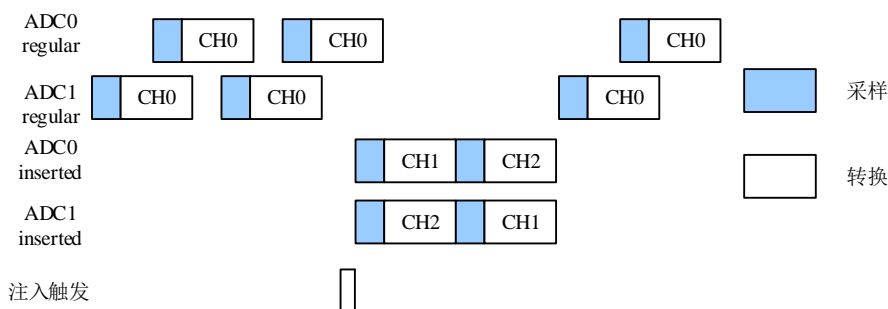 ADC0
regular
CH0
CH0
CH0
ADC1
regular
CH0
CH0
CH0
采样
ADC0
inserted
CH1
CH2
转换
ADC1
inserted
CH2
CH1
注入触发